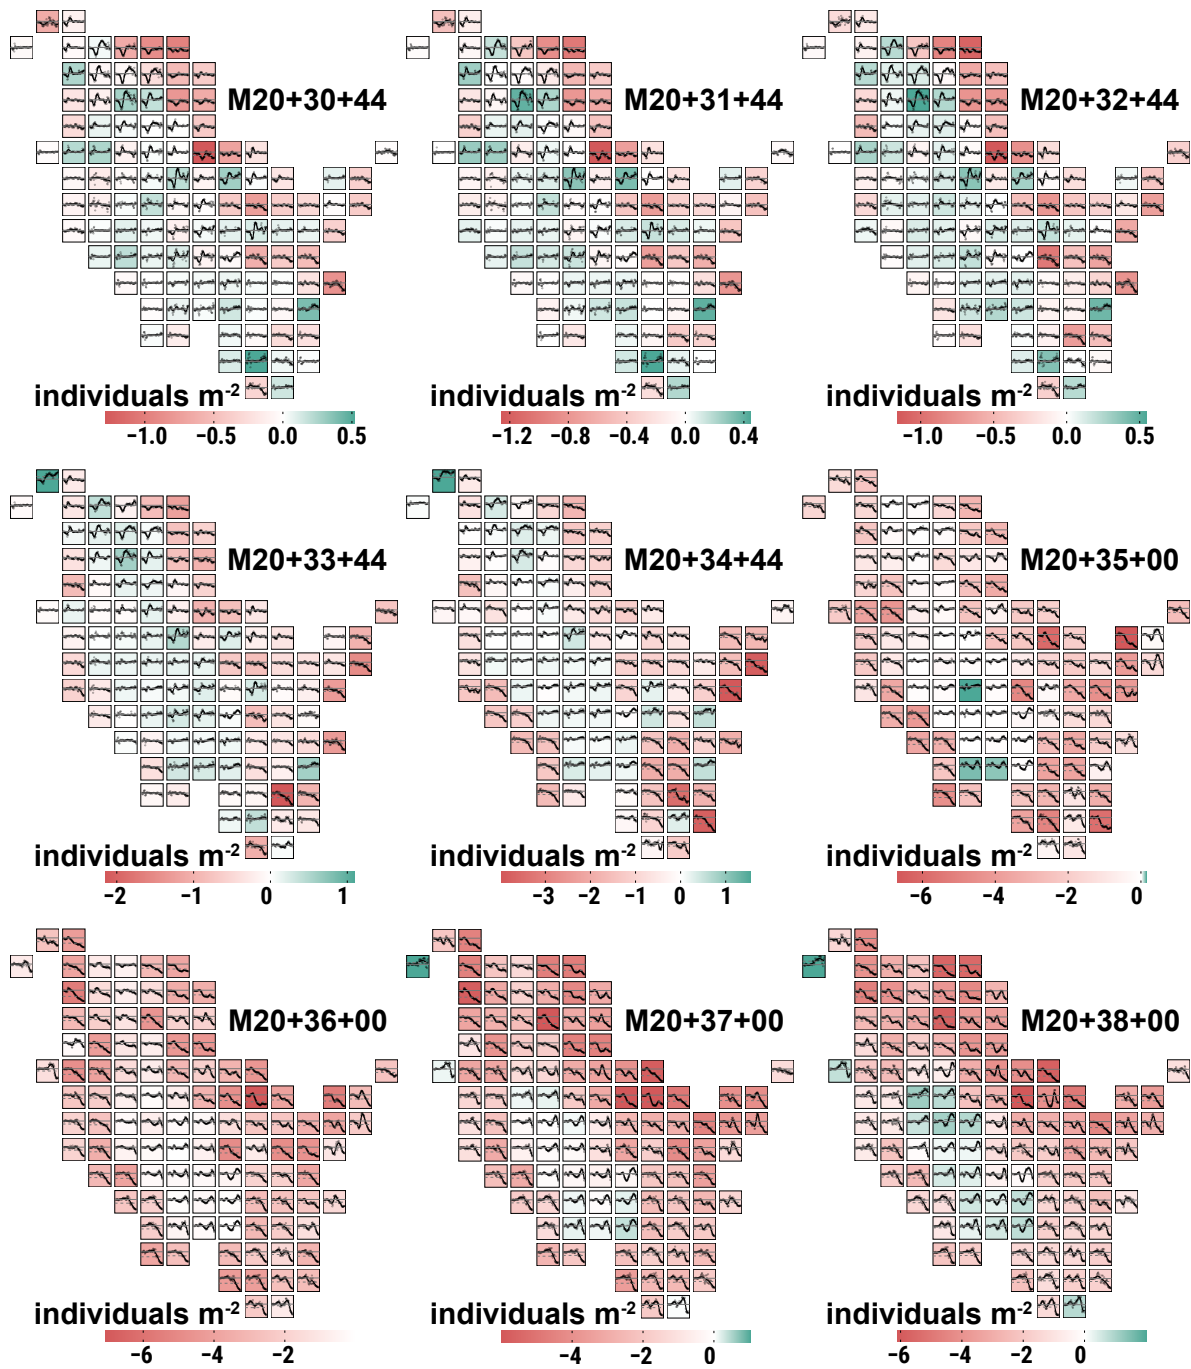 M20+30+44
M20+31+44
M20+32+44
individuals m⁻²
individuals m⁻²
individuals m⁻²
−1.0 −0.5 0.0 0.5
−1.2 −0.8 −0.4 0.0 0.4
−1.0 −0.5 0.0 0.5
M20+33+44
M20+34+44
M20+35+00
individuals m⁻²
individuals m⁻²
individuals m⁻²
−2 −1 0 1
−3 −2 −1 0 1
−6 −4 −2 0
M20+36+00
M20+37+00
M20+38+00
individuals m⁻²
individuals m⁻²
individuals m⁻²
−6 −4 −2
−4 −2 0
−8 −6 −4 −2 0